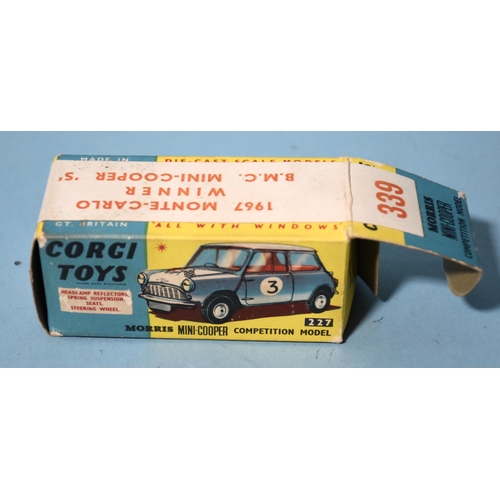 MADE IN
DIE-CAST SCALE MODELS
1967 MONTE-CARLO
WINNER
B.M.C. MINI-COOPER 'S'
GT. BRITAIN
"ALL WITH WINDOWS"
339
MORRIS
MINI-COOPER
COMPETITION MODEL
CORGI
TOYS
HEADLAMP REFLECTORS,
SPRING SUSPENSION,
SEATS,
STEERING WHEEL.
3
227
MORRIS MINI-COOPER COMPETITION MODEL